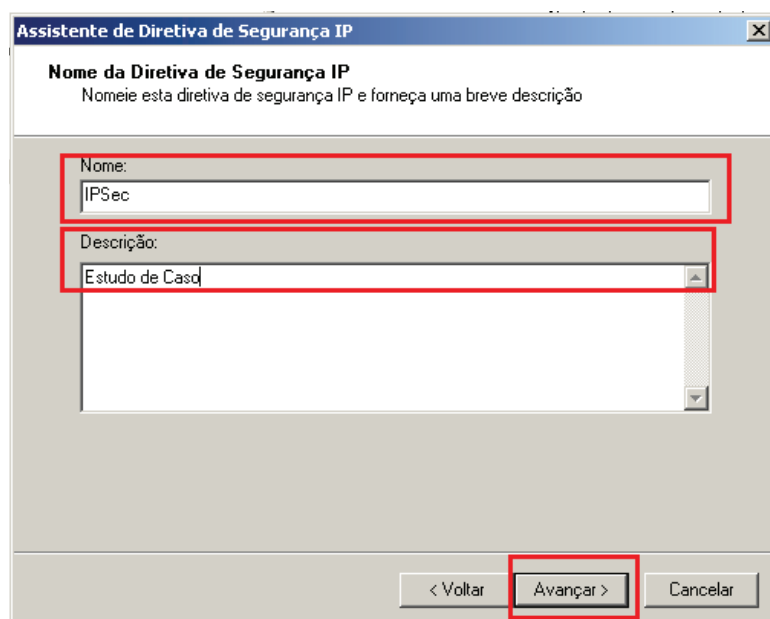 Assistente de Diretiva de Segurança IP
Nome da Diretiva de Segurança IP
Nomeie esta diretiva de segurança IP e forneça uma breve descrição
Nome:
IPSec
Descrição:
Estudo de Caso
< Voltar Avançar > Cancelar